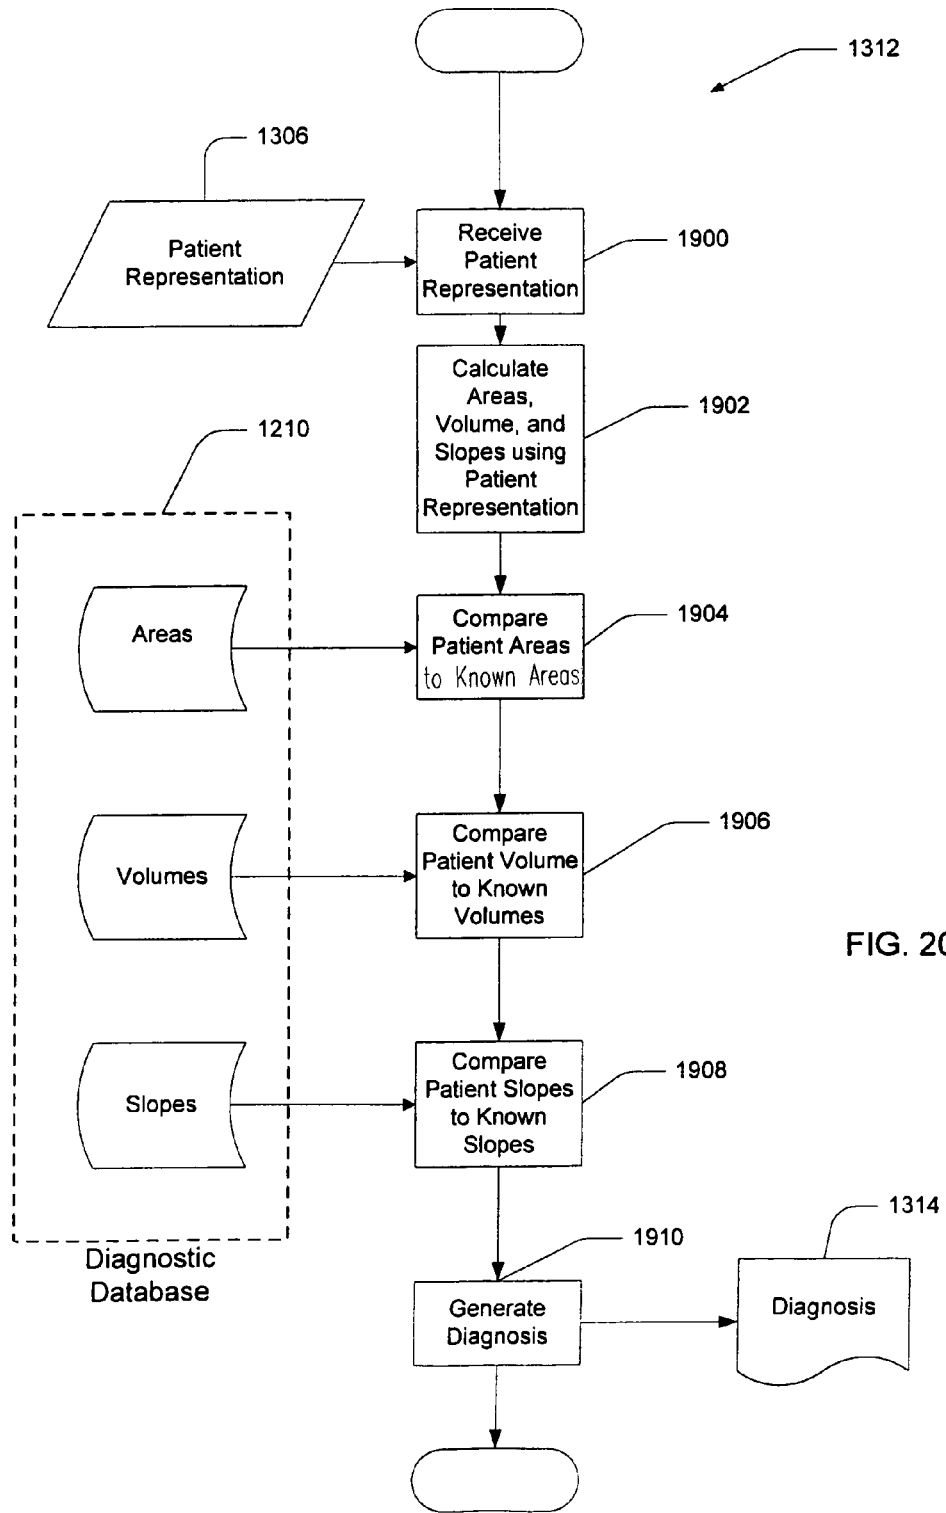 1312
1306
Patient
Representation
Receive
Patient
Representation
1900
Calculate
Areas,
Volume, and
Slopes using
Patient
Representation
1902
1210
Areas
Compare
Patient Areas
to Known Areas
1904
Volumes
Compare
Patient Volume
to Known
Volumes
1906
FIG. 20
Slopes
Compare
Patient Slopes
to Known
Slopes
1908
Diagnostic
Database
1910
Generate
Diagnosis
1314
Diagnosis